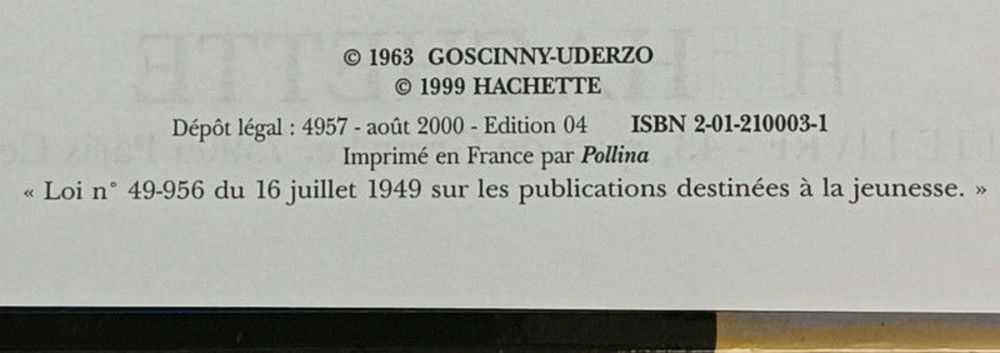 © 1963 GOSCINNY-UDERZO
© 1999 HACHETTE
Dépôt légal : 4957 - août 2000 - Edition 04 ISBN 2-01-210003-1
Imprimé en France par Pollina
« Loi n° 49-956 du 16 juillet 1949 sur les publications destinées à la jeunesse. »